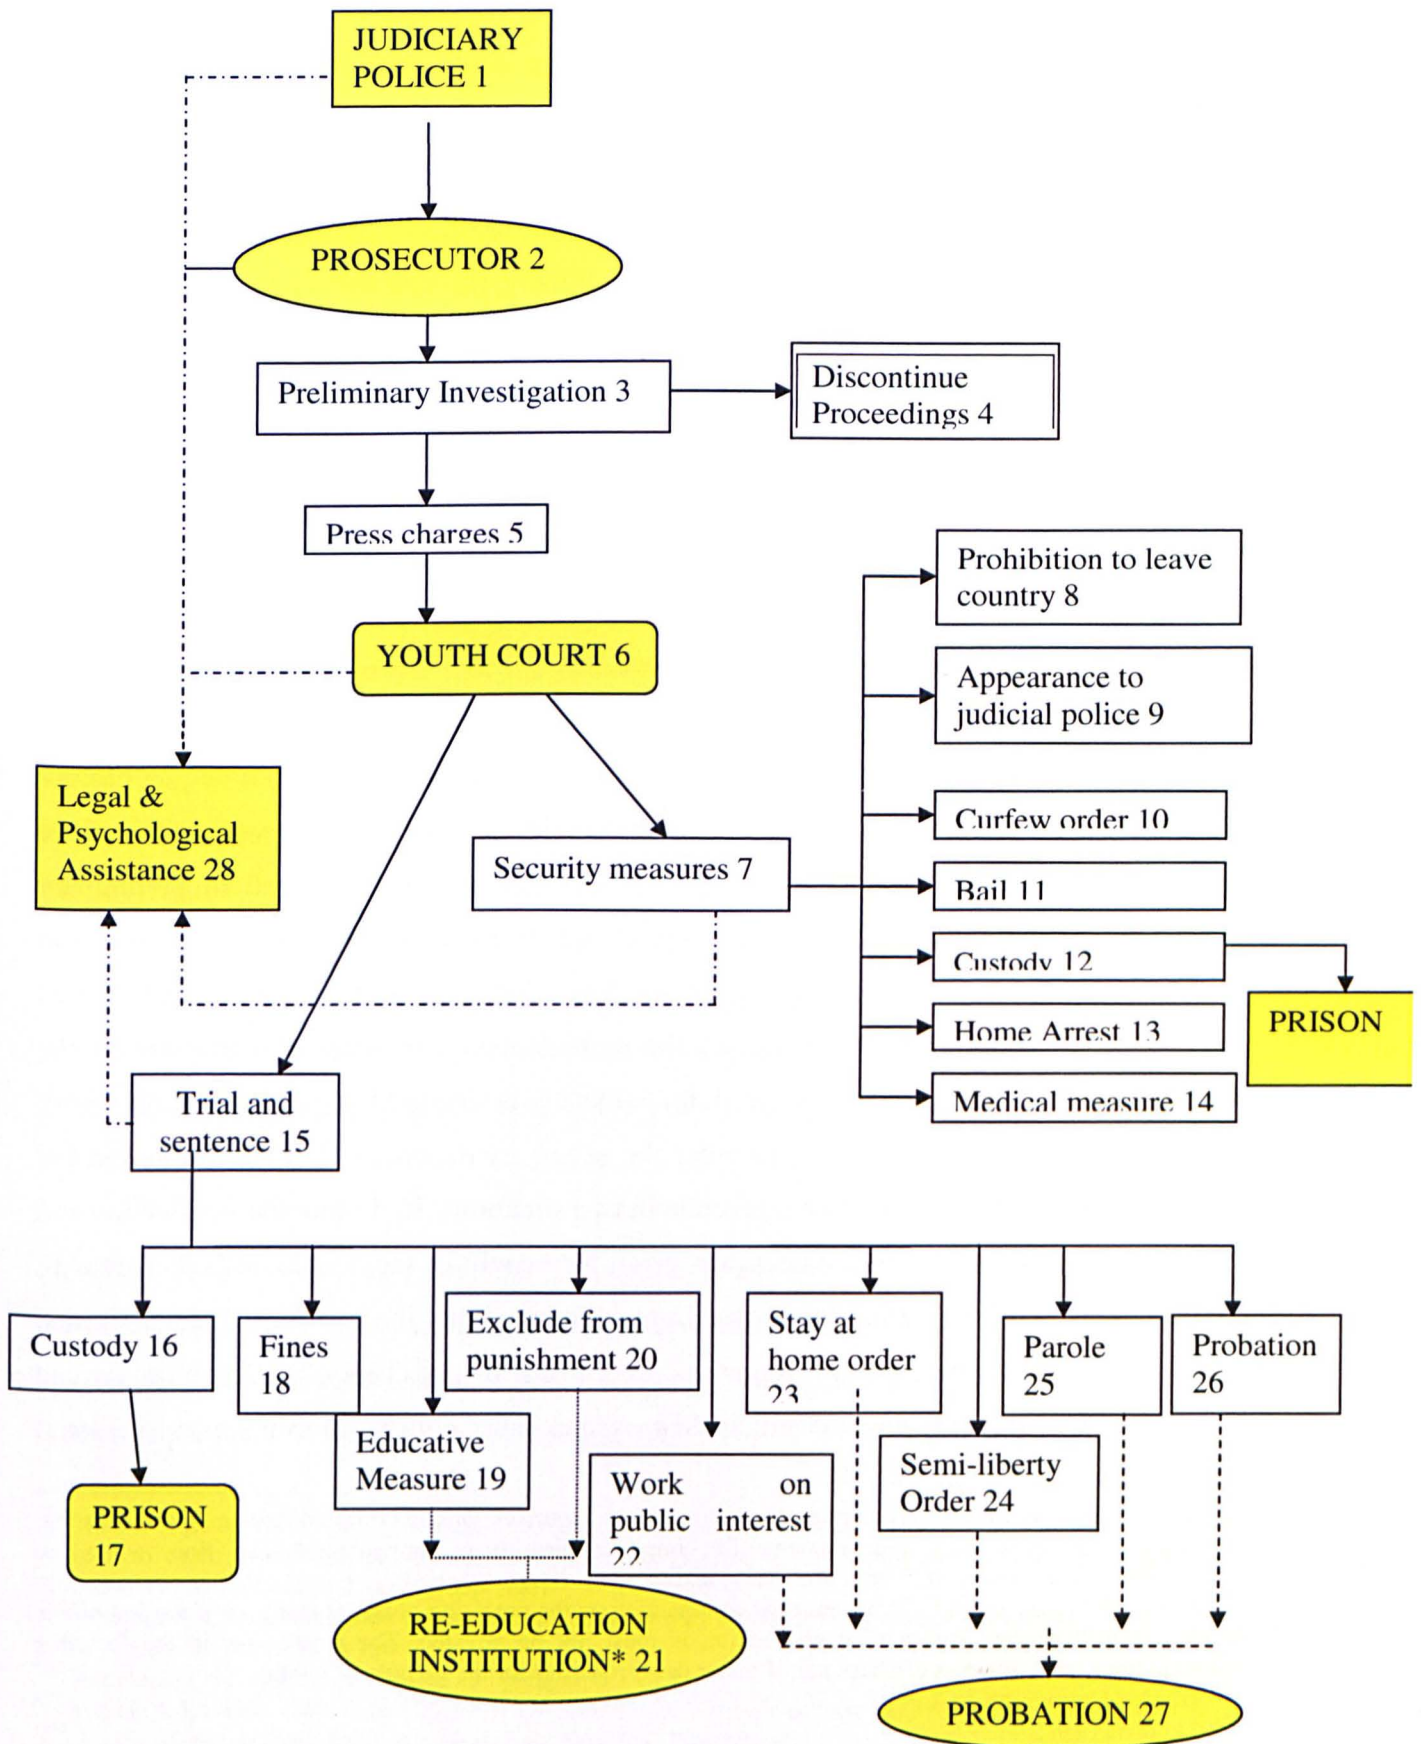 JUDICIARY
POLICE 1
PROSECUTOR 2
Preliminary Investigation 3
Discontinue
Proceedings 4
Press charges 5
YOUTH COURT 6
Prohibition to leave
country 8
Appearance to
judicial police 9
Legal &
Psychological
Assistance 28
Security measures 7
Curfew order 10
Bail 11
Custody 12
Home Arrest 13
PRISON
Medical measure 14
Trial and
sentence 15
Custody 16
Fines
18
Exclude from
punishment 20
Stay at
home order
23
Parole
25
Probation
26
Educative
Measure 19
Work on
public interest
22
Semi-liberty
Order 24
PRISON
17
RE-EDUCATION
INSTITUTION* 21
PROBATION 27